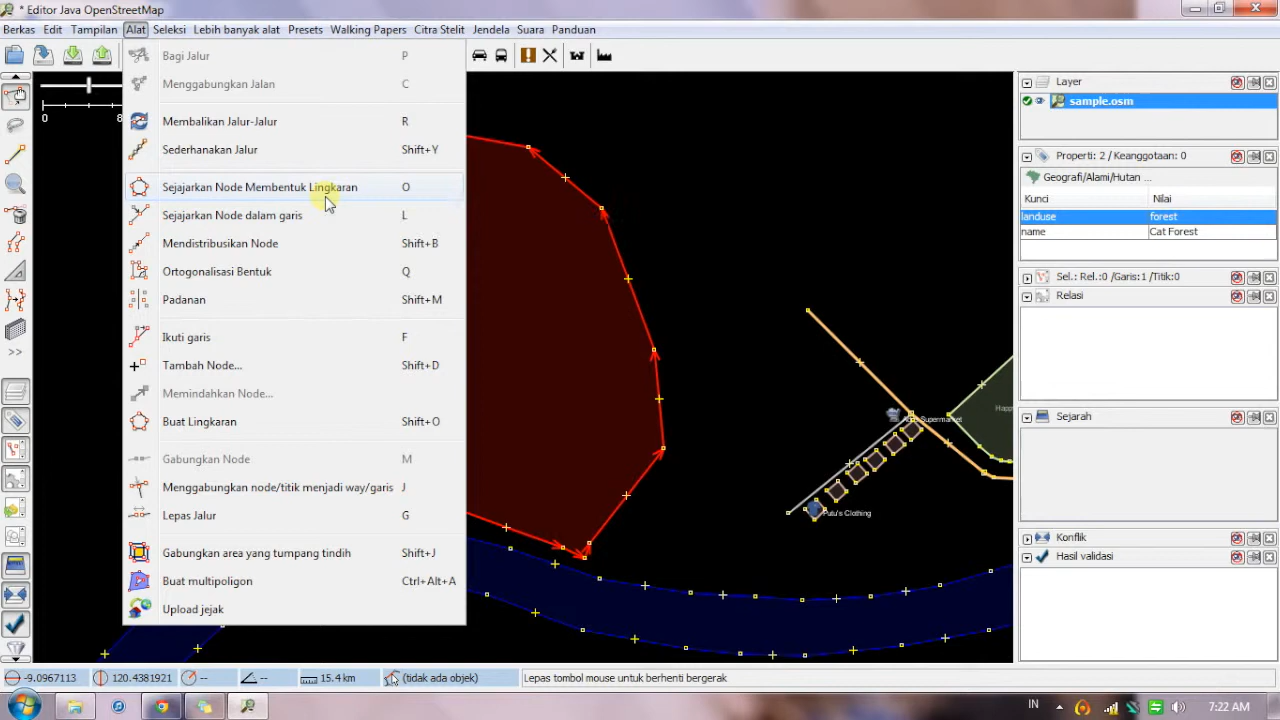 * Editor Java OpenStreetMap
Berkas Edit Tampilan Alat Seleksi Lebih banyak alat Presets Walking Papers Citra Stelit Jendela Suara Panduan
Bagi Jalur P
Menggabungkan Jalan C
Membalikan Jalur-Jalur R
Sederhanakan Jalur Shift+Y
Sejajarkan Node Membentuk Lingkaran O
Sejajarkan Node dalam garis L
Mendistribusikan Node Shift+B
Ortogonalisasi Bentuk Q
Padanan Shift+M
Ikuti garis F
Tambah Node... Shift+D
Memindahkan Node...
Buat Lingkaran Shift+O
Gabungkan Node M
Menggabungkan node/titik menjadi way/garis J
Lepas Jalur G
Gabungkan area yang tumpang tindih Shift+J
Buat multipoligon Ctrl+Alt+A
Upload jejak
0 8
>>
Supermarket
Putu's Clothing
Happ
Layer
sample.osm
Properti: 2 / Keanggotaan: 0
Geografi/Alami/Hutan ...
Kunci Nilai
landuse forest
name Cat Forest
Sel.: Rel.:0 /Garis:1 /Titik:0
Relasi
Sejarah
Konflik
Hasil validasi
-9.0967113 120.4381921 -- -- 15.4 km (tidak ada objek) Lepas tombol mouse untuk berhenti bergerak.
IN 7:22 AM